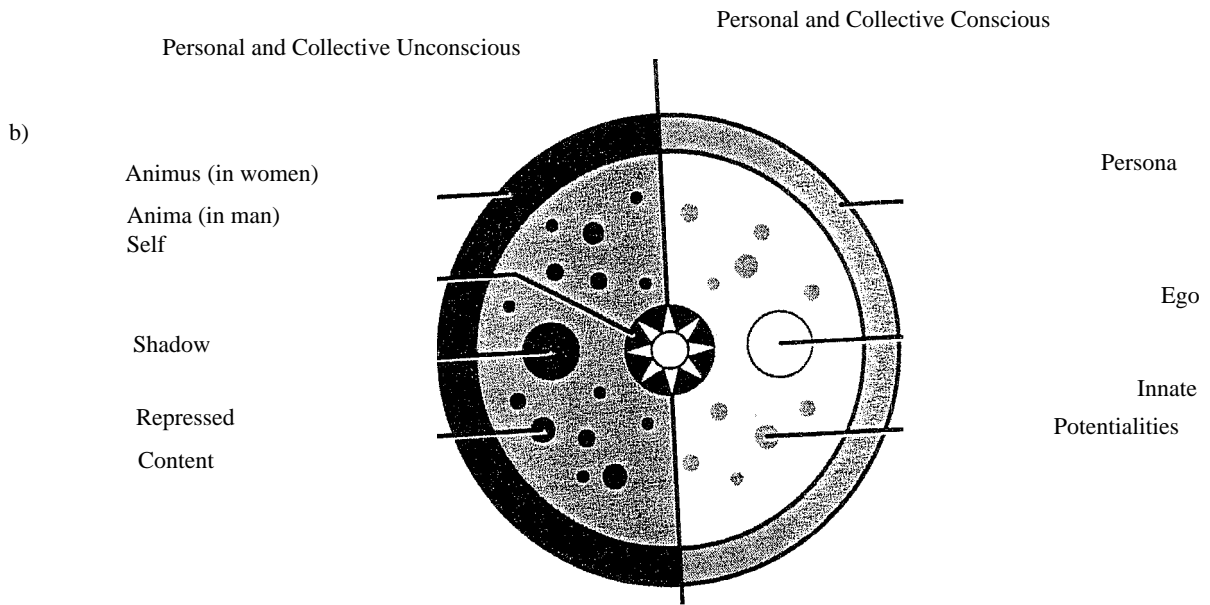 Personal and Collective Conscious
Personal and Collective Unconscious
b)
Animus (in women)
Anima (in man)
Self
Shadow
Repressed
Content
Persona
Ego
Innate
Potentialities